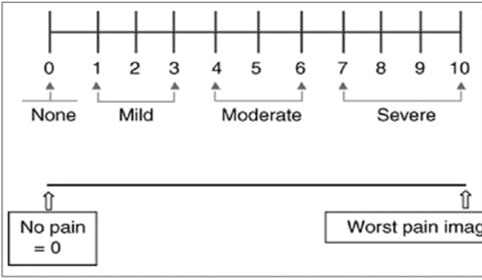 0 1 2 3 4 5 6 7 8 9 10
None Mild Moderate Severe
No pain
= 0
Worst pain imag